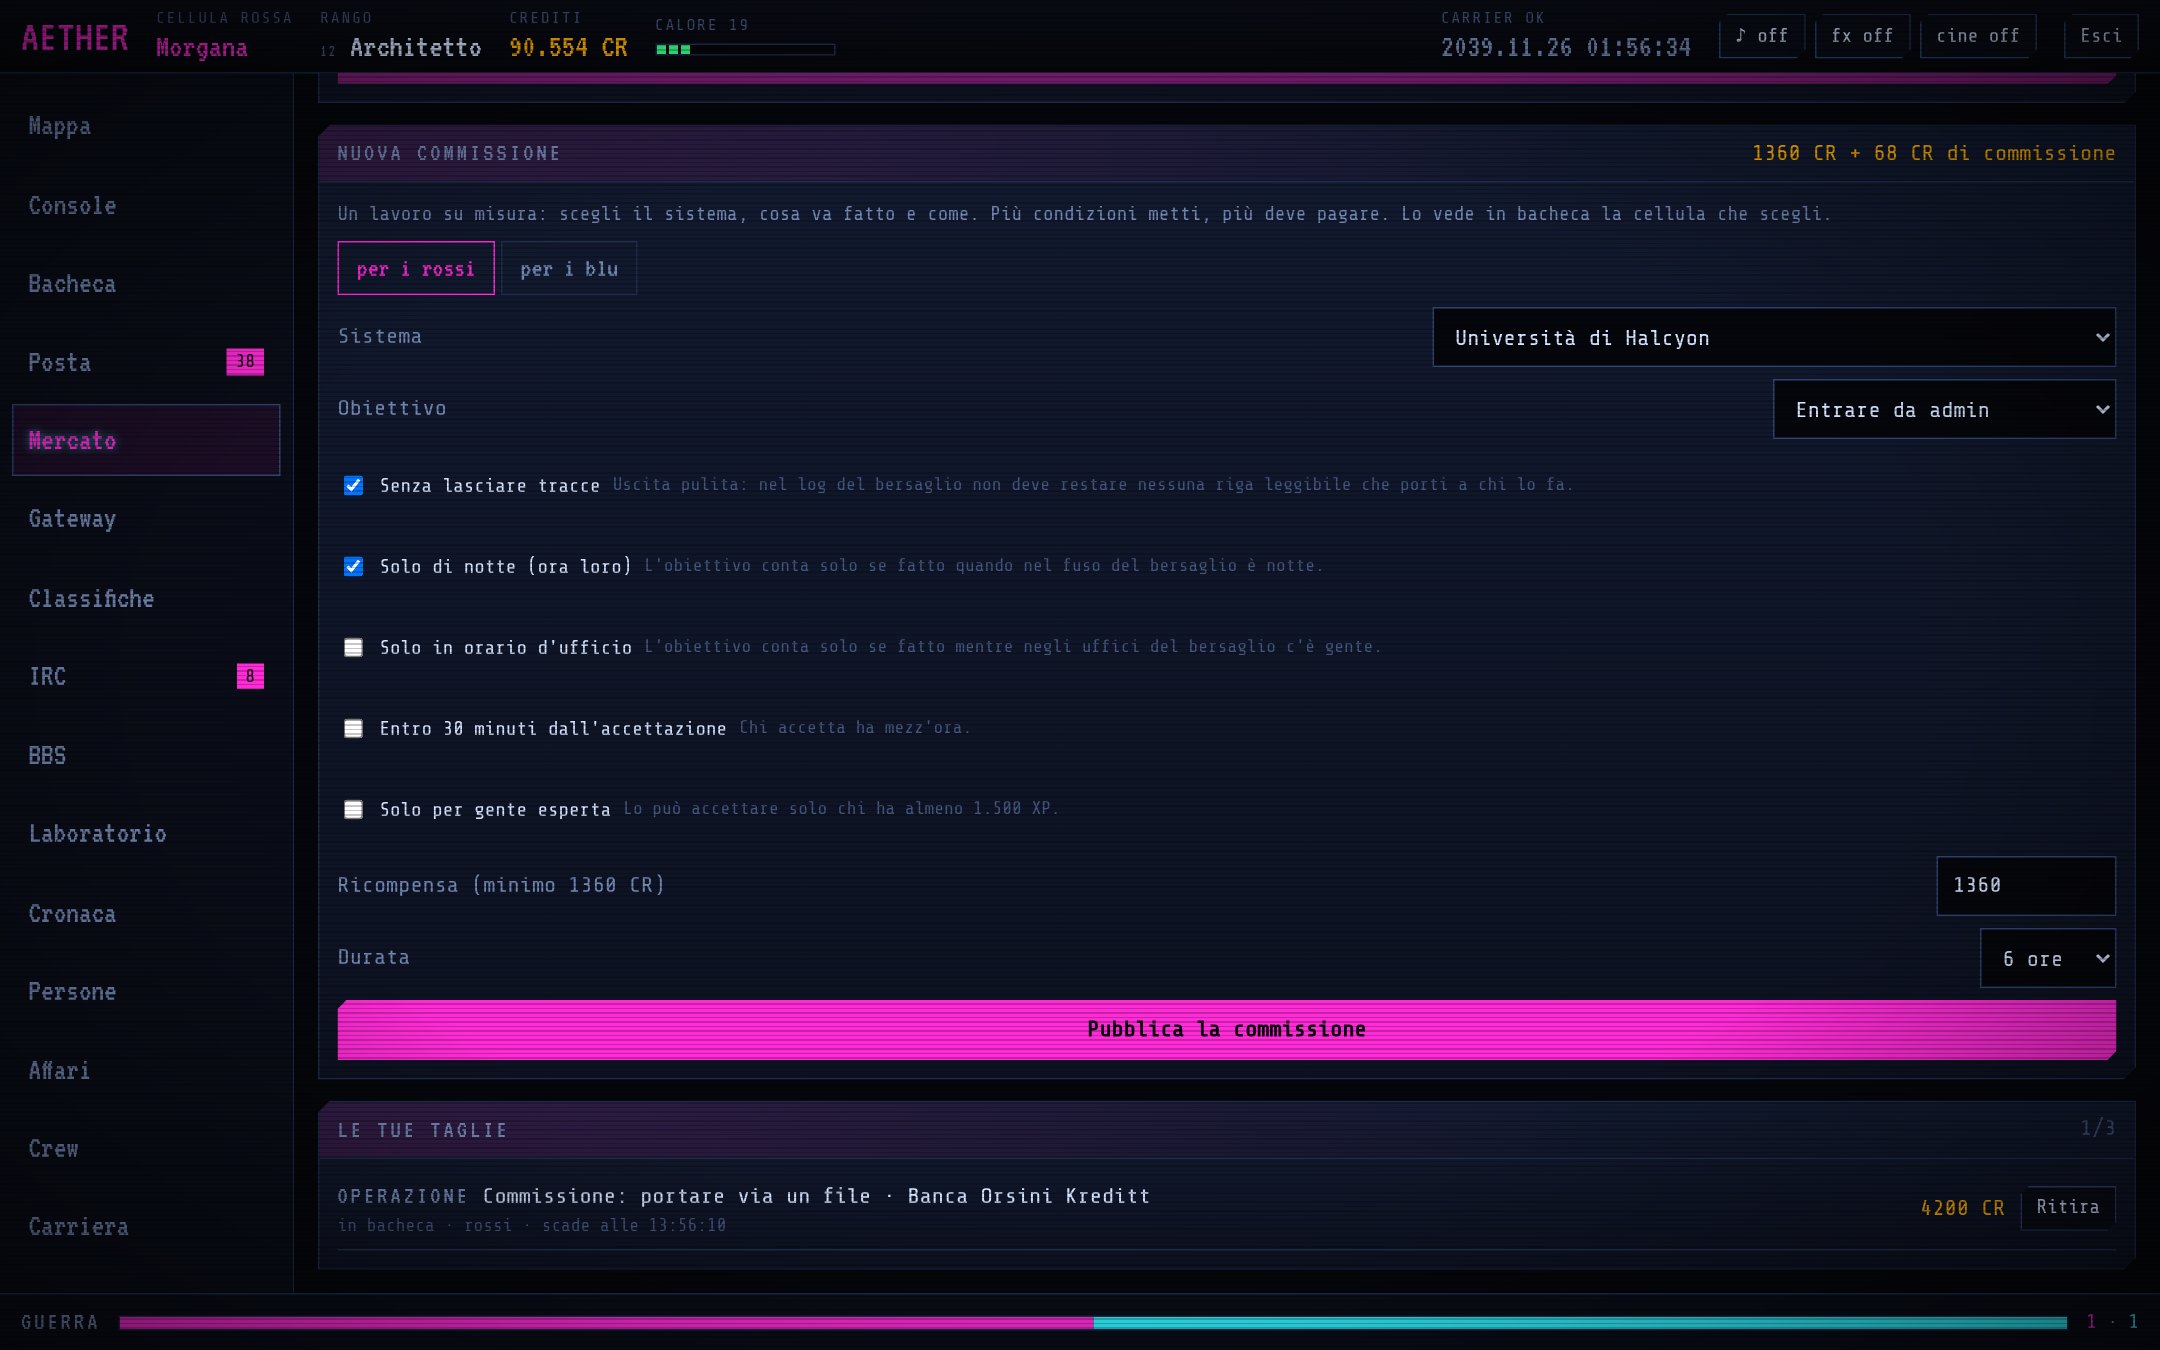 AETHER
CELLULA ROSSA
Morgana
RANGO
12 Architetto
CREDITI
90.554 CR
CALORE 19
CARRIER OK
2039.11.26 01:56:34
♪ off
fx off
cine off
Esci
Mappa
Console
Bacheca
Posta 38
Mercato
Gateway
Classifiche
IRC 8
BBS
Laboratorio
Cronaca
Persone
Affari
Crew
Carriera
NUOVA COMMISSIONE
1360 CR + 68 CR di commissione
Un lavoro su misura: scegli il sistema, cosa va fatto e come. Più condizioni metti, più deve pagare. Lo vede in bacheca la cellula che scegli.
per i rossi
per i blu
Sistema
Università di Halcyon
Obiettivo
Entrare da admin
Senza lasciare tracce Uscita pulita: nel log del bersaglio non deve restare nessuna riga leggibile che porti a chi lo fa.
Solo di notte (ora loro) L'obiettivo conta solo se fatto quando nel fuso del bersaglio è notte.
Solo in orario d'ufficio L'obiettivo conta solo se fatto mentre negli uffici del bersaglio c'è gente.
Entro 30 minuti dall'accettazione Chi accetta ha mezz'ora.
Solo per gente esperta Lo può accettare solo chi ha almeno 1.500 XP.
Ricompensa (minimo 1360 CR)
1360
Durata
6 ore
Pubblica la commissione
LE TUE TAGLIE
1/3
OPERAZIONE Commissione: portare via un file · Banca Orsini Kreditt
in bacheca · rossi · scade alle 13:56:10
4200 CR
Ritira
GUERRA
1 · 1